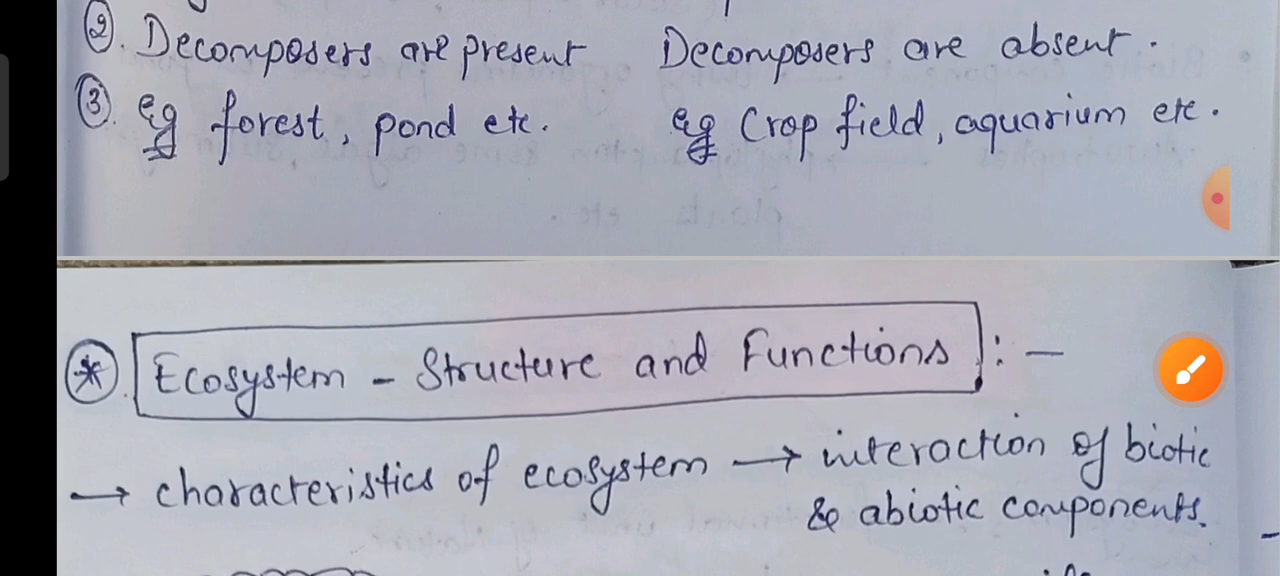 ②. Decomposers are present Decomposers are absent.
③. eg forest, pond etc. eg Crop field, aquarium etc.
*. Ecosystem - Structure and Functions : —
→ characteristics of ecosystem → interaction of biotic
& abiotic components.